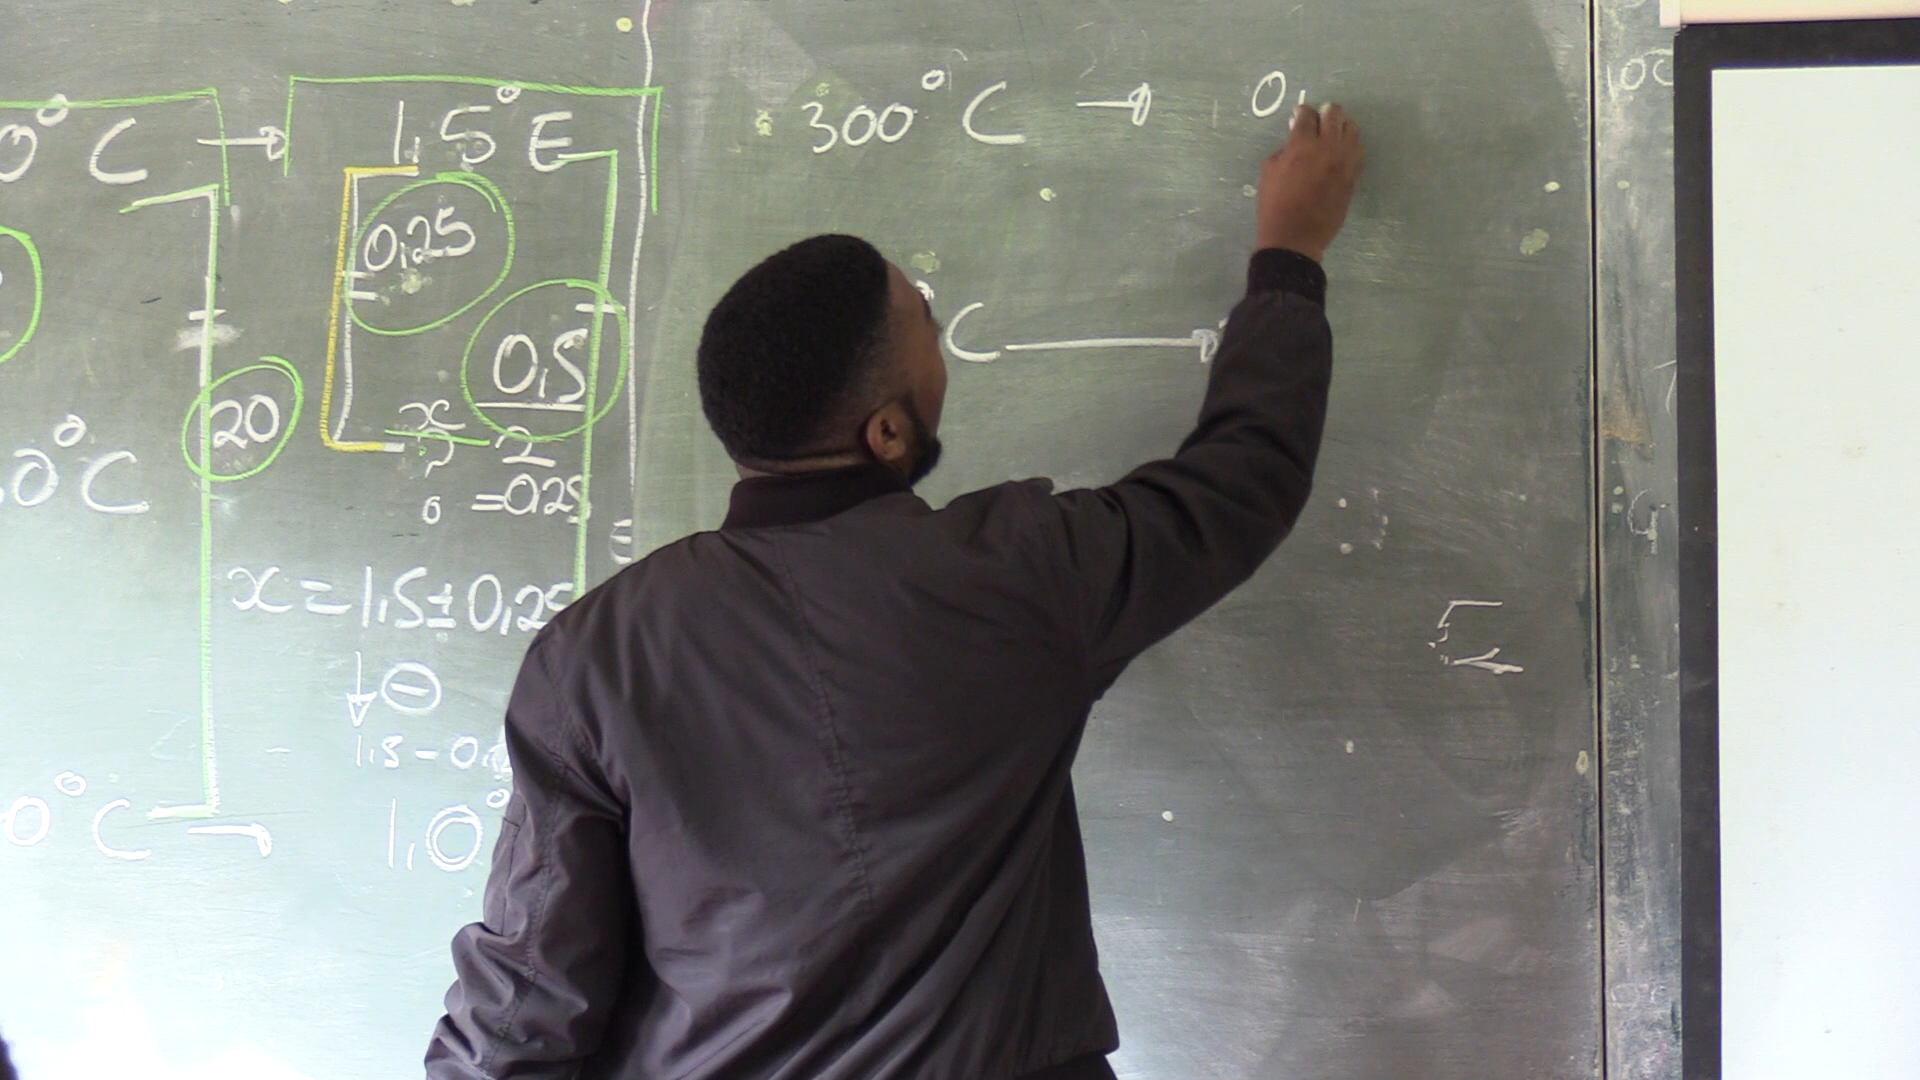 0°C → 1,5°E
0,25
0,5
20
x
2
?
0°C
= 0,25
x = 1,5 ± 0,25
↓ ⊖
1,5 - 0,
0°C → 1,0°
300°C → 0,
°C →
E